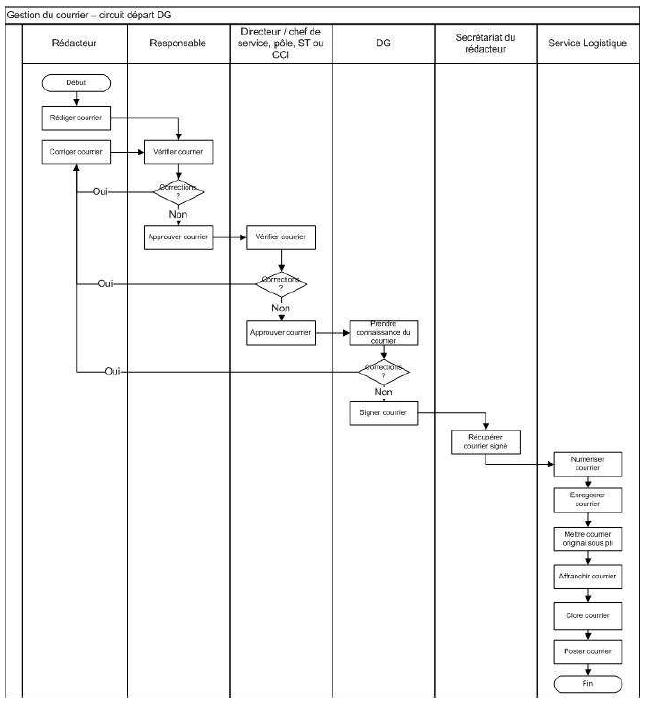 Gestion du courrier – circuit départ DG
Rédacteur
Responsable
Directeur / chef de
service, pôle, ST ou
CCI
DG
Secrétariat du
rédacteur
Service Logistique
Début
Rédiger courrier
Corriger courrier
Vérifier courrier
Corrections
?
Oui
Non
Approuver courrier
Vérifier courrier
Corrections
?
Oui
Non
Approuver courrier
Prendre
connaissance du
courrier
Corrections
?
Oui
Non
Signer courrier
Récupérer
courrier signé
Numériser
courrier
Enregistrer
courrier
Mettre courrier
original sous pli
Affranchir courrier
Clore courrier
Poster courrier
Fin